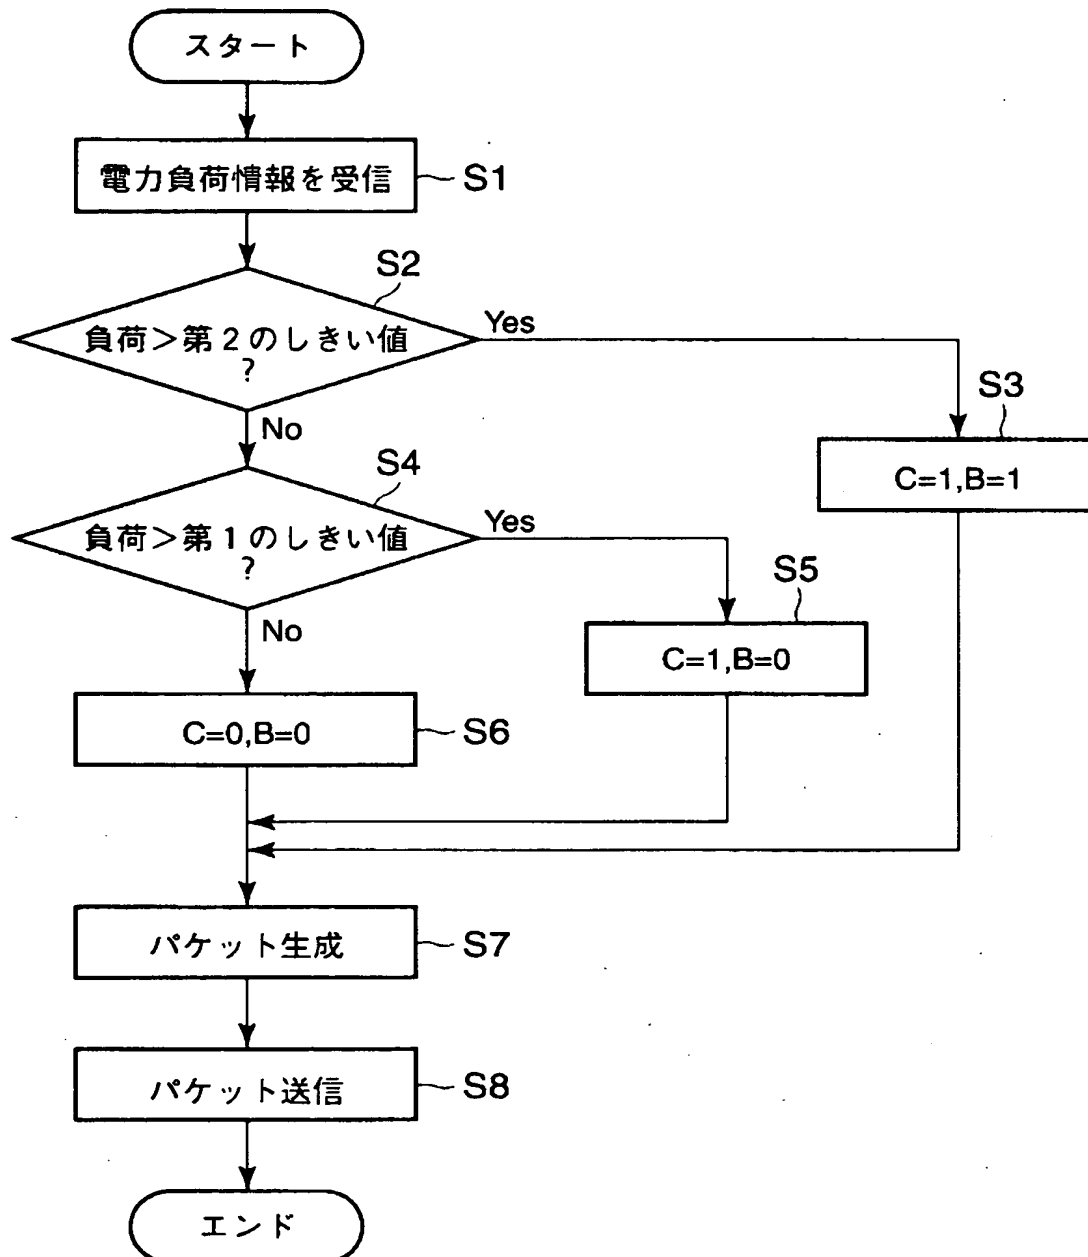 スタート
電力負荷情報を受信
S1
S2
負荷＞第２のしきい値
?
Yes
No
S3
C=1,B=1
S4
負荷＞第１のしきい値
?
Yes
No
S5
C=1,B=0
C=0,B=0
S6
パケット生成
S7
パケット送信
S8
エンド